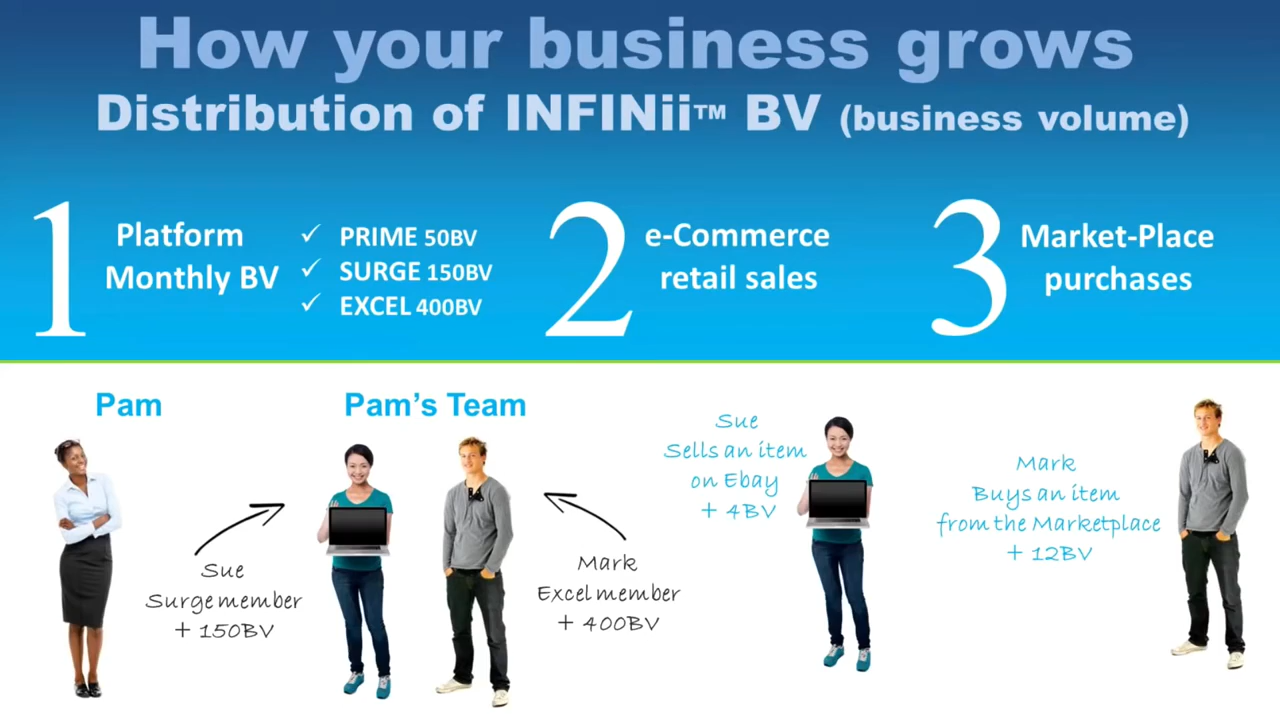 How your business grows
Distribution of INFINii™ BV (business volume)
1
Platform
Monthly BV
✓ PRIME 50BV
✓ SURGE 150BV
✓ EXCEL 400BV
2
e-Commerce
retail sales
3
Market-Place
purchases
Pam
Pam's Team
Sue
Surge member
+ 150BV
Mark
Excel member
+ 400BV
Sue
Sells an item
on Ebay
+ 4BV
Mark
Buys an item
from the Marketplace
+ 12BV